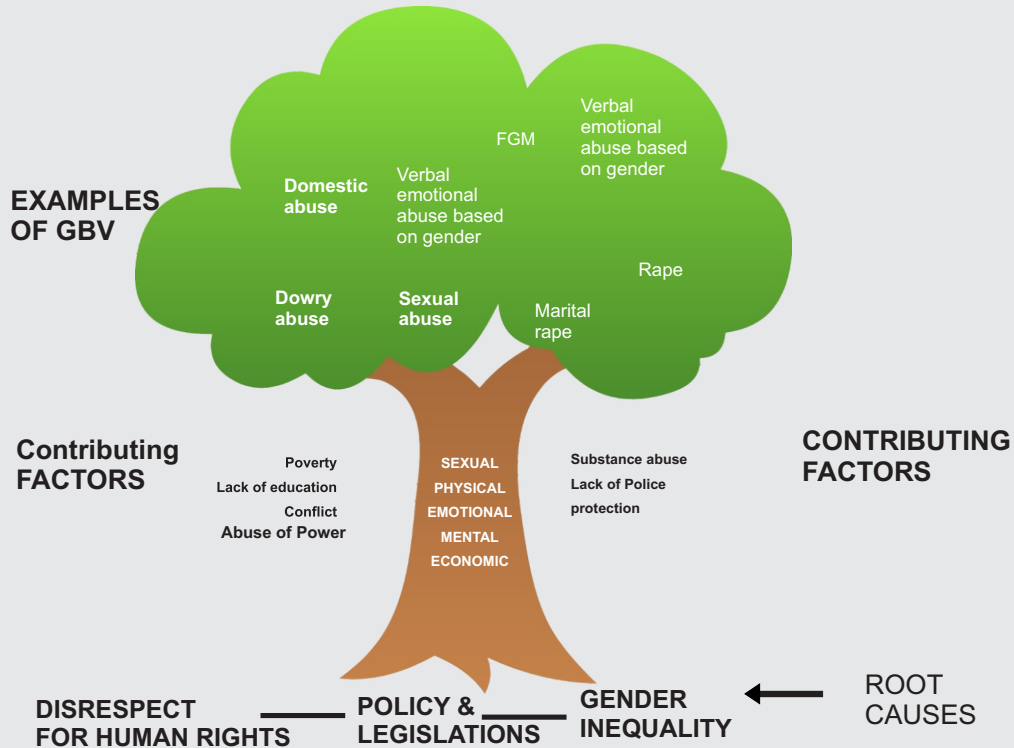 FGM
Verbal
emotional
abuse based
on gender
EXAMPLES
OF GBV
Domestic
abuse
Verbal
emotional
abuse based
on gender
Rape
Dowry
abuse
Sexual
abuse
Marital
rape
Contributing
FACTORS
Poverty
Lack of education
Conflict
Abuse of Power
SEXUAL
PHYSICAL
EMOTIONAL
MENTAL
ECONOMIC
Substance abuse
Lack of Police
protection
CONTRIBUTING
FACTORS
DISRESPECT
FOR HUMAN RIGHTS
POLICY &
LEGISLATIONS
GENDER
INEQUALITY
ROOT
CAUSES